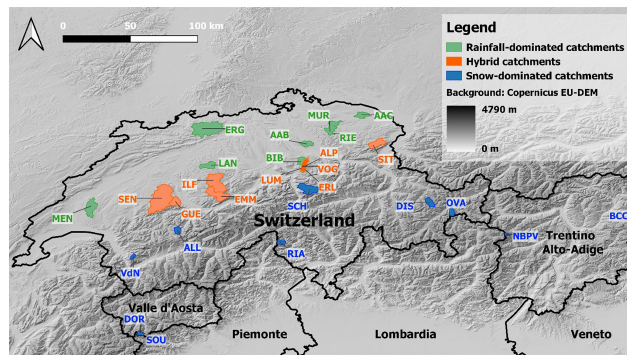 0 50 100 km
Legend
Rainfall-dominated catchments
Hybrid catchments
Snow-dominated catchments
Background: Copernicus EU-DEM
4790 m
0 m
MUR
AAC
ERG
AAB
RIE
ALP
BIB
VOG
SIT
LAN
ILF
LUM
ERL
SEN
EMM
SCH
DIS
OVA
MEN
GUE
Switzerland
BCC
NBPV
Trentino
Alto-Adige
ALL
RIA
VdN
Valle d'Aosta
DOR
SOU
Piemonte
Lombardia
Veneto